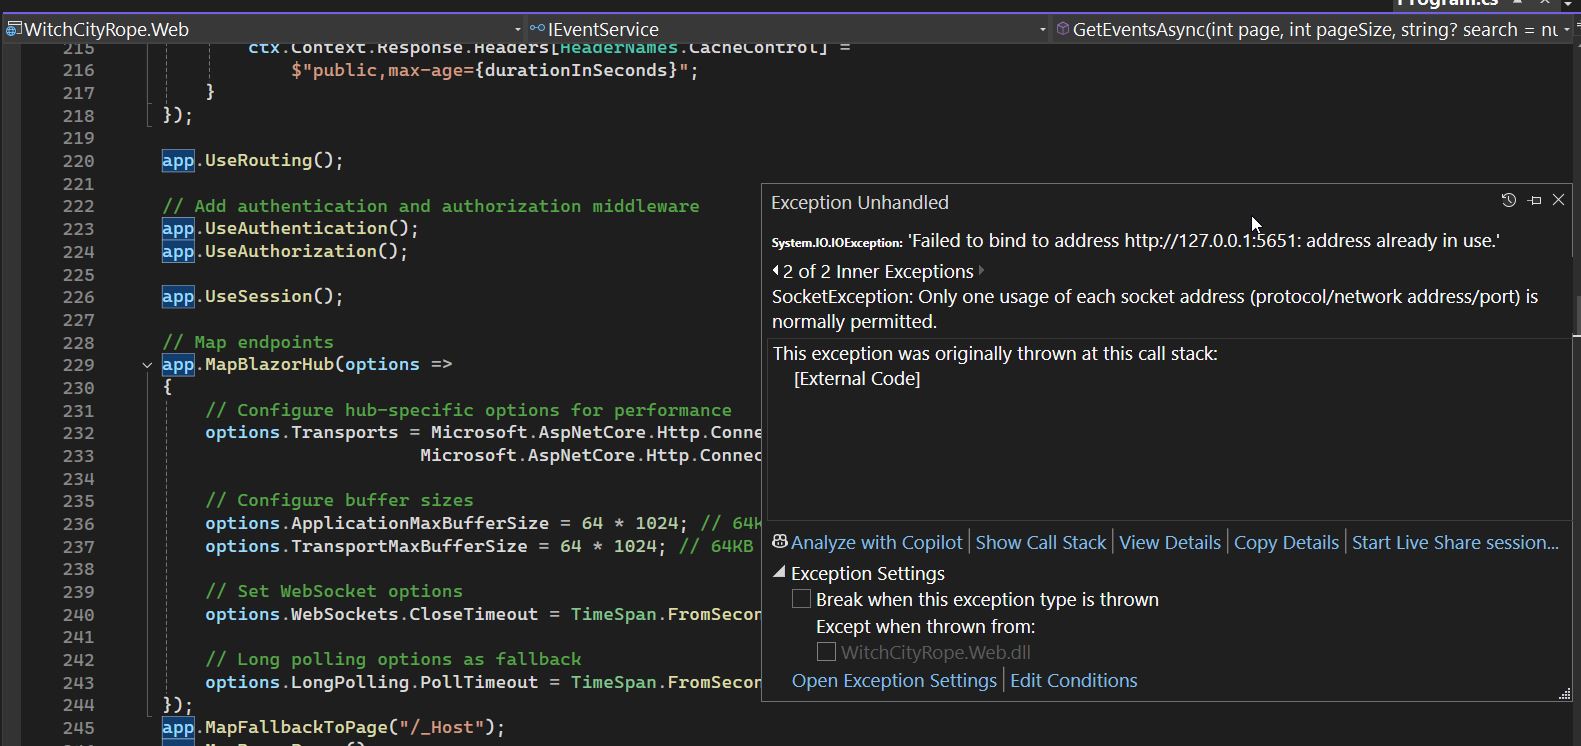 Program.cs
WitchCityRope.Web
IEventService
GetEventsAsync(int page, int pageSize, string? search = nu
215 ctx.Context.Response.Headers[HeaderNames.CacheControl] =
216 $"public,max-age={durationInSeconds}";
217 }
218 });
219
220 app.UseRouting();
221
222 // Add authentication and authorization middleware
223 app.UseAuthentication();
224 app.UseAuthorization();
225
226 app.UseSession();
227
228 // Map endpoints
229 app.MapBlazorHub(options =>
230 {
231 // Configure hub-specific options for performance
232 options.Transports = Microsoft.AspNetCore.Http.Conne
233 Microsoft.AspNetCore.Http.Connec
234
235 // Configure buffer sizes
236 options.ApplicationMaxBufferSize = 64 * 1024; // 64K
237 options.TransportMaxBufferSize = 64 * 1024; // 64KB
238
239 // Set WebSocket options
240 options.WebSockets.CloseTimeout = TimeSpan.FromSecon
241
242 // Long polling options as fallback
243 options.LongPolling.PollTimeout = TimeSpan.FromSecon
244 });
245 app.MapFallbackToPage("/_Host");
Exception Unhandled
System.IO.IOException: 'Failed to bind to address http://127.0.0.1:5651: address already in use.'
2 of 2 Inner Exceptions
SocketException: Only one usage of each socket address (protocol/network address/port) is
normally permitted.
This exception was originally thrown at this call stack:
[External Code]
Analyze with Copilot
Show Call Stack
View Details
Copy Details
Start Live Share session...
Exception Settings
Break when this exception type is thrown
Except when thrown from:
WitchCityRope.Web.dll
Open Exception Settings
Edit Conditions